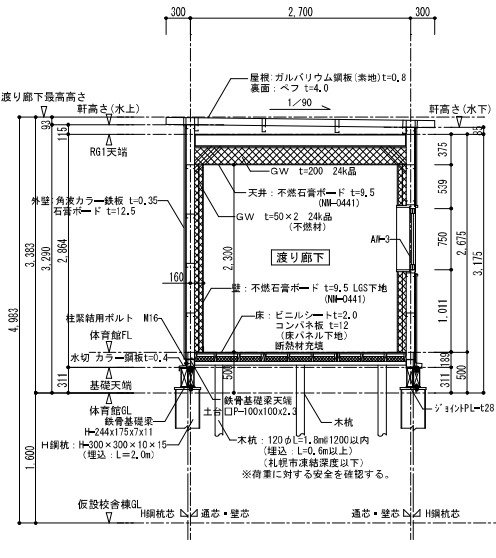 300
2,700
300
屋根：ガルバリウム鋼板(素地)t=0.8
裏面：ペフ t=4.0
渡り廊下最高高さ
軒高さ(水上)
1/90
軒高さ(水下)
93
115
RG1天端
GW t=200 24k品
375
天井：不燃石膏ボード t=9.5
(NM-0441)
539
外壁：角波カラー鉄板 t=0.35
石膏ボード t=12.5
GW t=50×2 24k品
(不燃材)
AW-3
750
3,383
3,290
2,864
2,300
渡り廊下
2,675
3,175
160
4,983
壁：不燃石膏ボード t=9.5 LGS下地
(NM-0441)
1,011
柱緊結用ボルト M16
床：ビニルシートt=2.0
コンパネ板 t=12
(床パネル下地)
断熱材充填
体育館FL
水切 カラー鋼板t=0.4
189
311
500
311
500
基礎天端
体育館GL
鉄骨基礎梁天端
土台 口P-100x100x2.3
ジョイントPL-t28
鉄骨基礎梁
H-244x175x7x11
木杭
H鋼杭：H-300×300×10×15
(埋込：L=2.0m)
木杭：120φL=1.8m@1200以内
(埋込：L=0.6m以上)
(札幌市凍結深度以下)
※荷重に対する安全を確認する。
1,600
仮設校舎棟GL
H鋼杭芯
通芯・壁芯
通芯・壁芯
H鋼杭芯